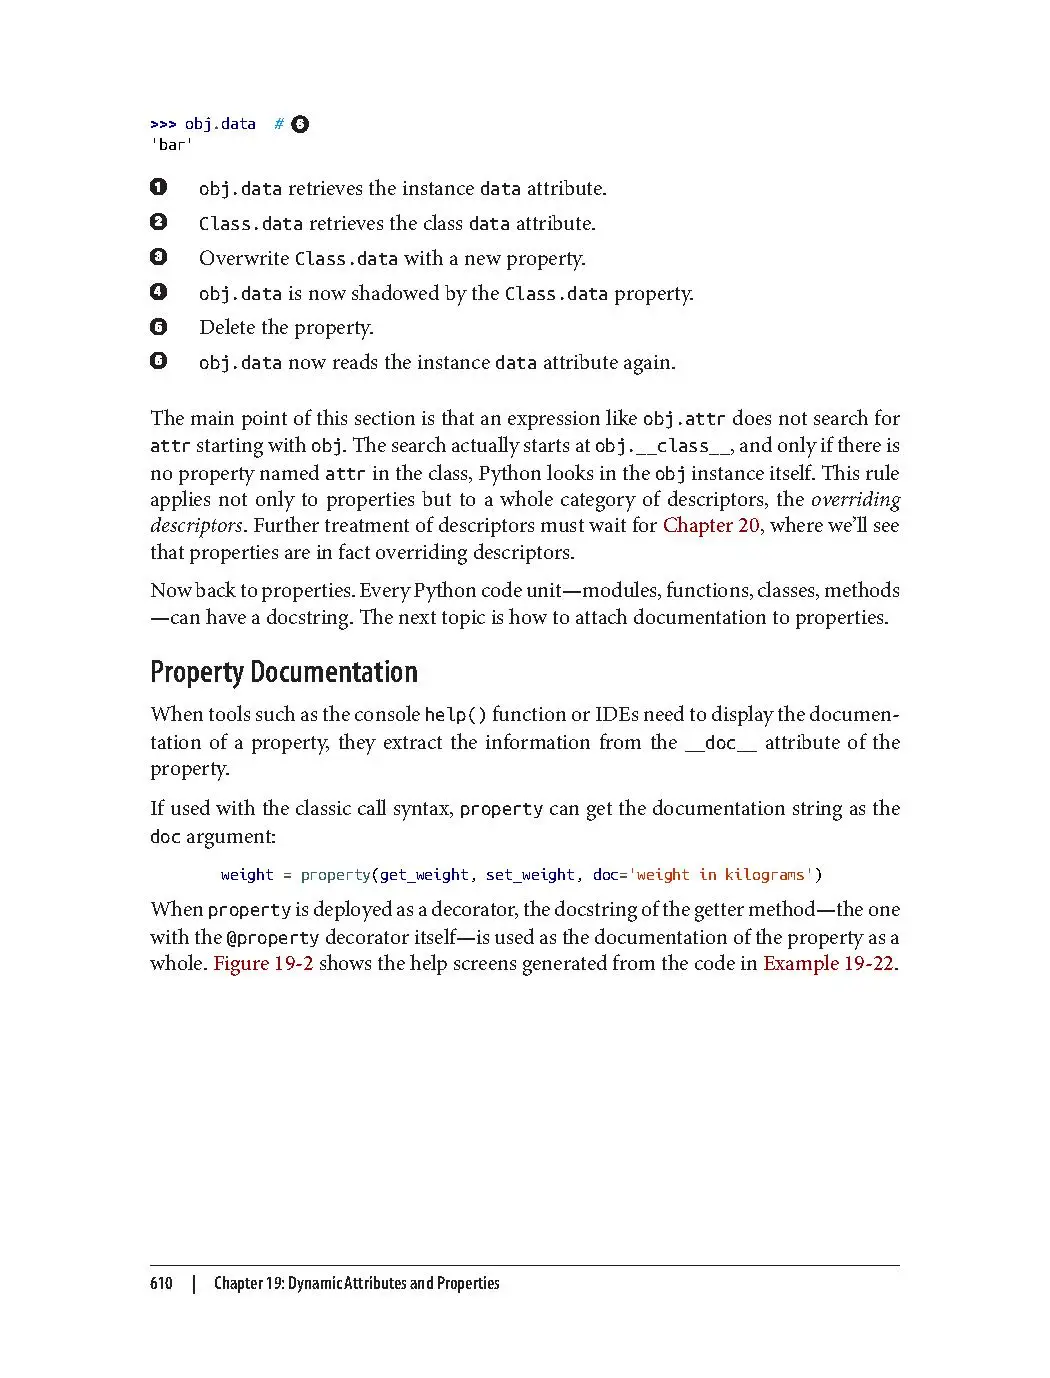 >>> obj.data # ❻
'bar'
❶ obj.data retrieves the instance data attribute.
❷ Class.data retrieves the class data attribute.
❸ Overwrite Class.data with a new property.
❹ obj.data is now shadowed by the Class.data property.
❺ Delete the property.
❻ obj.data now reads the instance data attribute again.
The main point of this section is that an expression like obj.attr does not search for
attr starting with obj. The search actually starts at obj.__class__, and only if there is
no property named attr in the class, Python looks in the obj instance itself. This rule
applies not only to properties but to a whole category of descriptors, the overriding
descriptors. Further treatment of descriptors must wait for Chapter 20, where we’ll see
that properties are in fact overriding descriptors.
Now back to properties. Every Python code unit—modules, functions, classes, methods
—can have a docstring. The next topic is how to attach documentation to properties.
Property Documentation
When tools such as the console help() function or IDEs need to display the documen-
tation of a property, they extract the information from the __doc__ attribute of the
property.
If used with the classic call syntax, property can get the documentation string as the
doc argument:
weight = property(get_weight, set_weight, doc='weight in kilograms')
When property is deployed as a decorator, the docstring of the getter method—the one
with the @property decorator itself—is used as the documentation of the property as a
whole. Figure 19-2 shows the help screens generated from the code in Example 19-22.
610 | Chapter 19: Dynamic Attributes and Properties